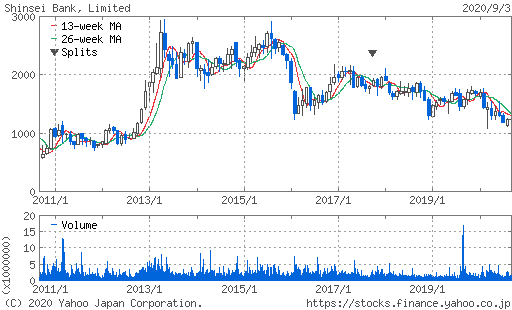 Shinsei Bank, Limited 2020/9/3
3000
13-week MA
26-week MA
Splits
2000
1000
0
2011/1 2013/1 2015/1 2017/1 2019/1
20
Volume
15
10
5
0
(x1000000)
2011/1 2013/1 2015/1 2017/1 2019/1
(C) 2020 Yahoo Japan Corporation. https://stocks.finance.yahoo.co.jp/